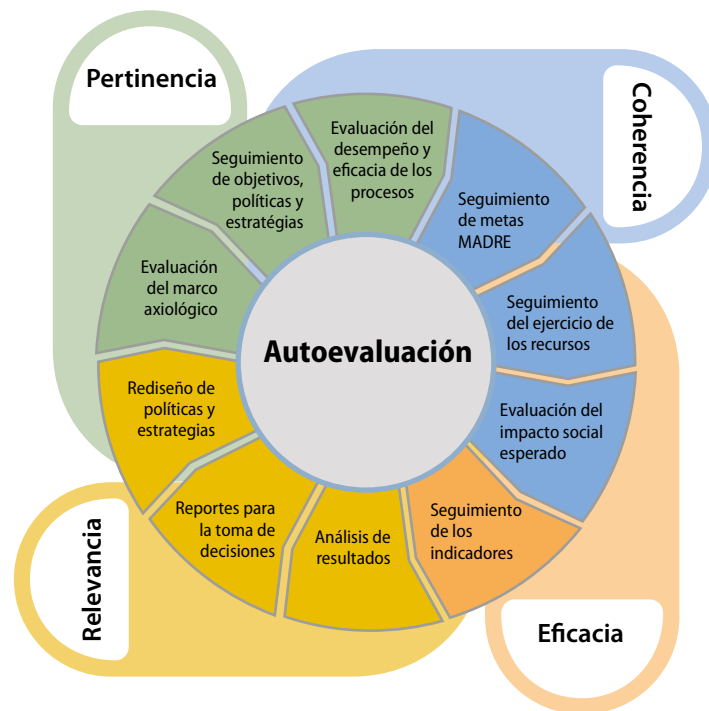 Pertinencia
Coherencia
Evaluación del
desempeño y
eficacia de los
procesos
Seguimiento
de objetivos,
políticas y
estratégias
Seguimiento
de metas
MADRE
Evaluación
del marco
axiológico
Seguimiento
del ejercicio de
los recursos
Autoevaluación
Rediseño de
políticas y
estrategias
Evaluación del
impacto social
esperado
Reportes para
la toma de
decisiones
Análisis de
resultados
Seguimiento
de los
indicadores
Relevancia
Eficacia